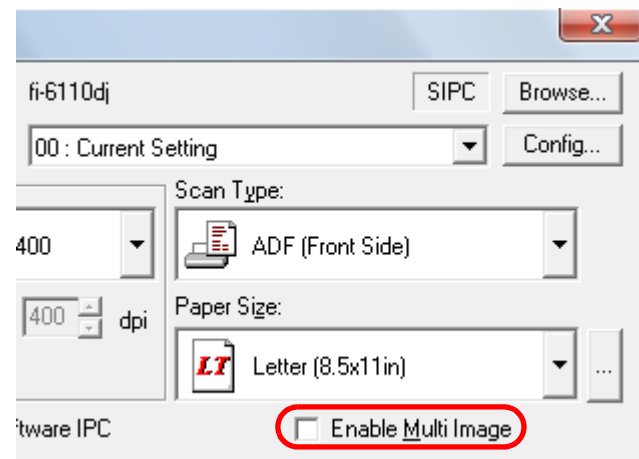 fi-6110dj SIPC Browse...
00 : Current Setting Config...
Scan Type:
400 ADF (Front Side)
400 dpi Paper Size:
LT Letter (8.5x11in) ...
tware IPC Enable Multi Image